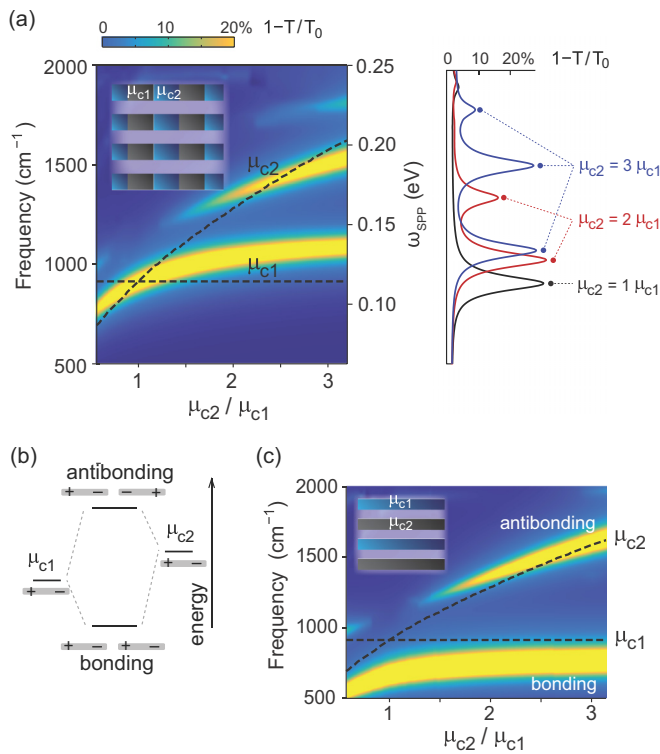 (a)
0 10 20% 1−T/T0
2000
1500
1000
500
Frequency (cm−1)
μc1 μc2
μc2
μc1
1 2 3
μc2 / μc1
0.25
0.20
0.15
0.10
ωSPP (eV)
0 10 20% 1−T/T0
μc2 = 3 μc1
μc2 = 2 μc1
μc2 = 1 μc1
(b)
antibonding
+ − − +
μc1
+ −
μc2
+ −
+ − + −
bonding
energy
(c)
2000
1500
1000
500
Frequency (cm−1)
μc1
μc2
antibonding
bonding
μc2
μc1
1 2 3
μc2 / μc1